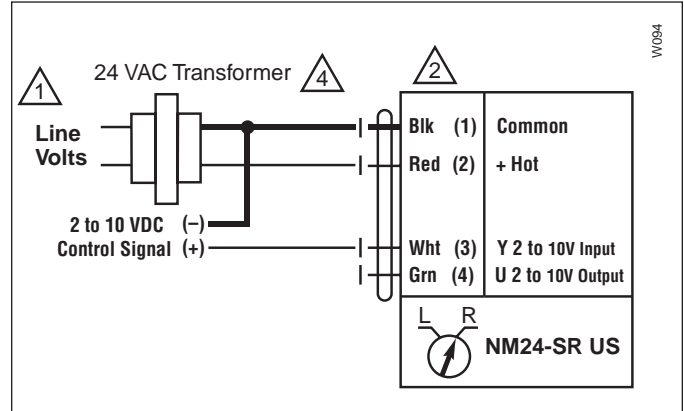 W094
24 VAC Transformer
1
4
2
Line
Volts
Blk (1) Common
Red (2) + Hot
2 to 10 VDC (–)
Control Signal (+)
Wht (3) Y 2 to 10V Input
Grn (4) U 2 to 10V Output
L R
NM24-SR US